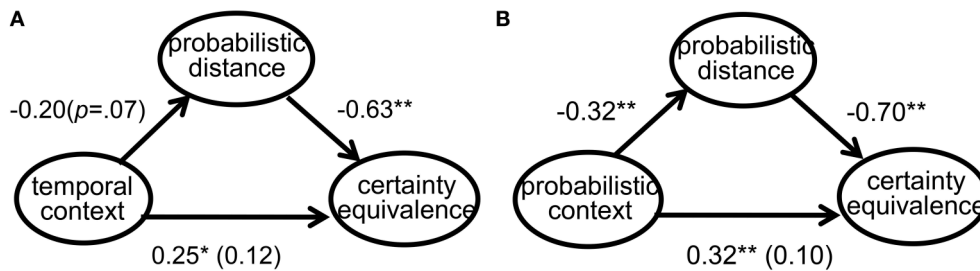 A
probabilistic
distance
-0.20(p=.07)
-0.63**
temporal
context
certainty
equivalence
0.25* (0.12)
B
probabilistic
distance
-0.32**
-0.70**
probabilistic
context
certainty
equivalence
0.32** (0.10)